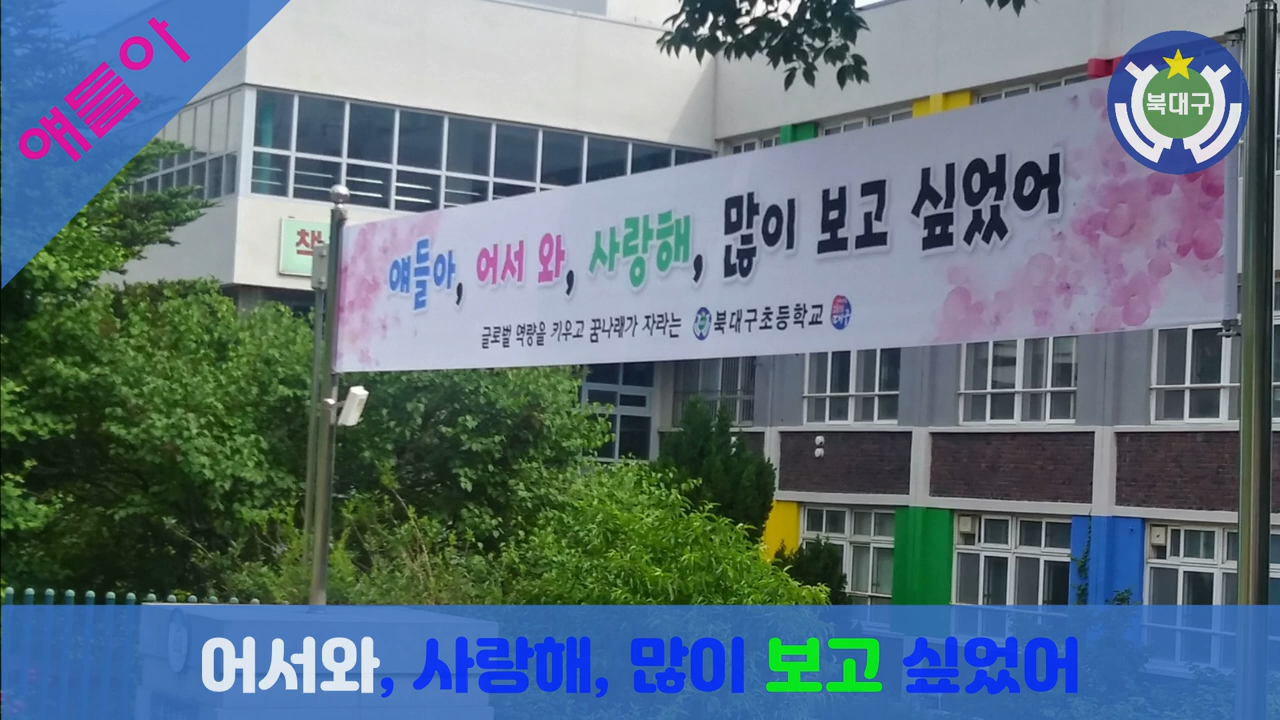 얘들아
북대구
책
얘들아, 어서 와, 사랑해, 많이 보고 싶었어
글로벌 역량을 키우고 꿈나래가 자라는 북대구초등학교
어서와, 사랑해, 많이 보고 싶었어